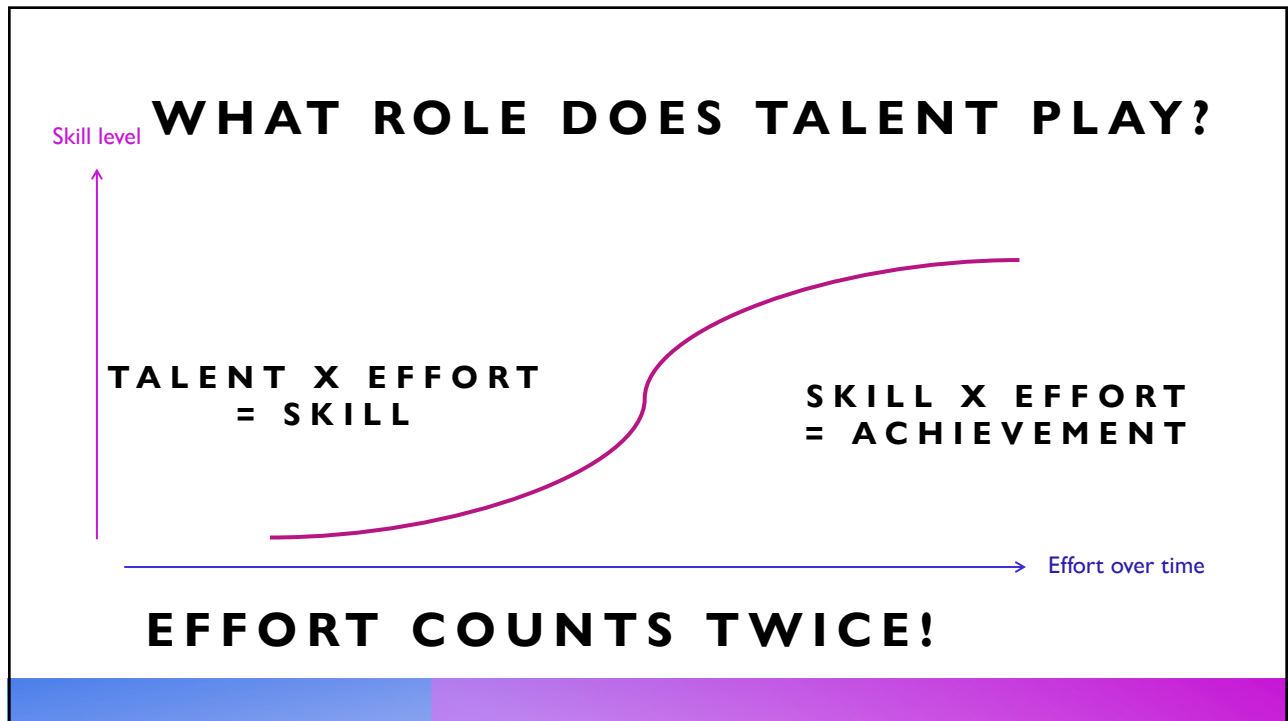 WHAT ROLE DOES TALENT PLAY?
Skill level
TALENT X EFFORT
= SKILL
SKILL X EFFORT
= ACHIEVEMENT
Effort over time
EFFORT COUNTS TWICE!